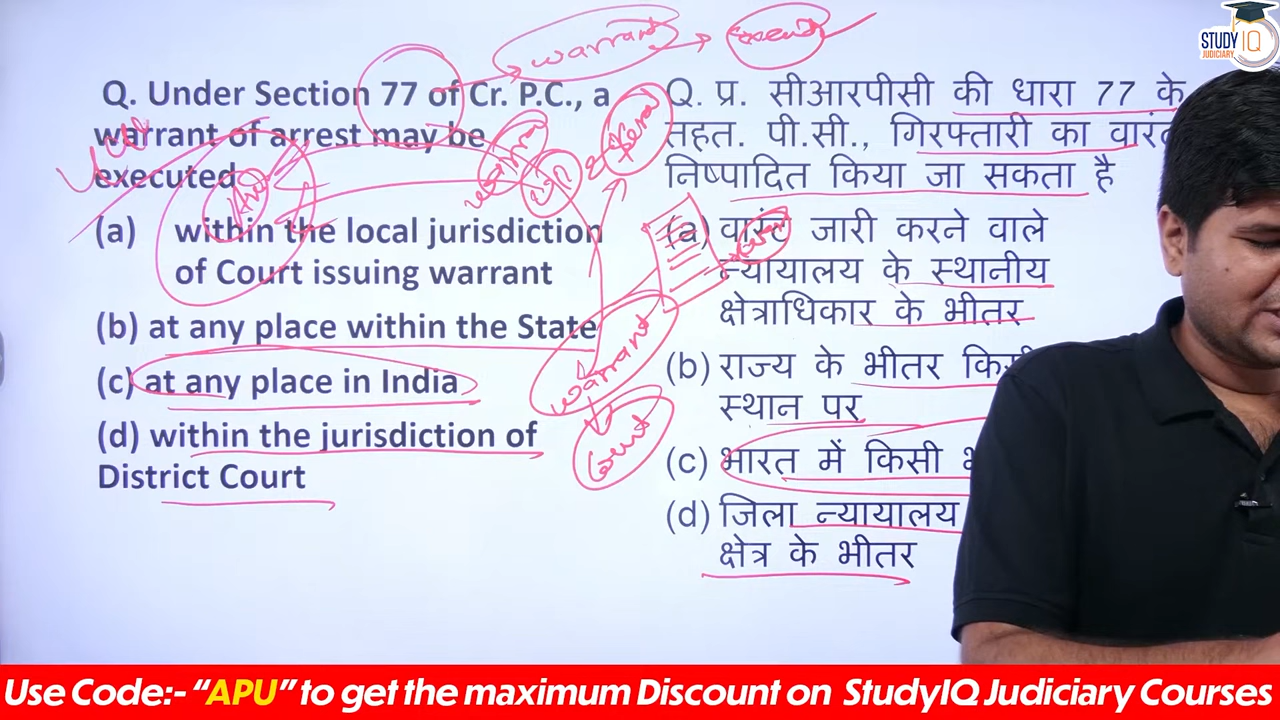 STUDY IQ
JUDICIARY
warrant
Q. Under Section 77 of Cr. P.C., a
warrant of arrest may be
executed
(a) within the local jurisdiction
of Court issuing warrant
(b) at any place within the State
(c) at any place in India
(d) within the jurisdiction of
District Court
warrant
Court
Q. प्र. सीआरपीसी की धारा 77 के
तहत. पी.सी., गिरफ्तारी का वारंट
निष्पादित किया जा सकता है
(a) वारंट जारी करने वाले
न्यायालय के स्थानीय
क्षेत्राधिकार के भीतर
(b) राज्य के भीतर
स्थान पर
(c) भारत में किसी
(d) जिला न्यायालय
क्षेत्र के भीतर
Use Code:- “APU” to get the maximum Discount on StudyIQ Judiciary Courses